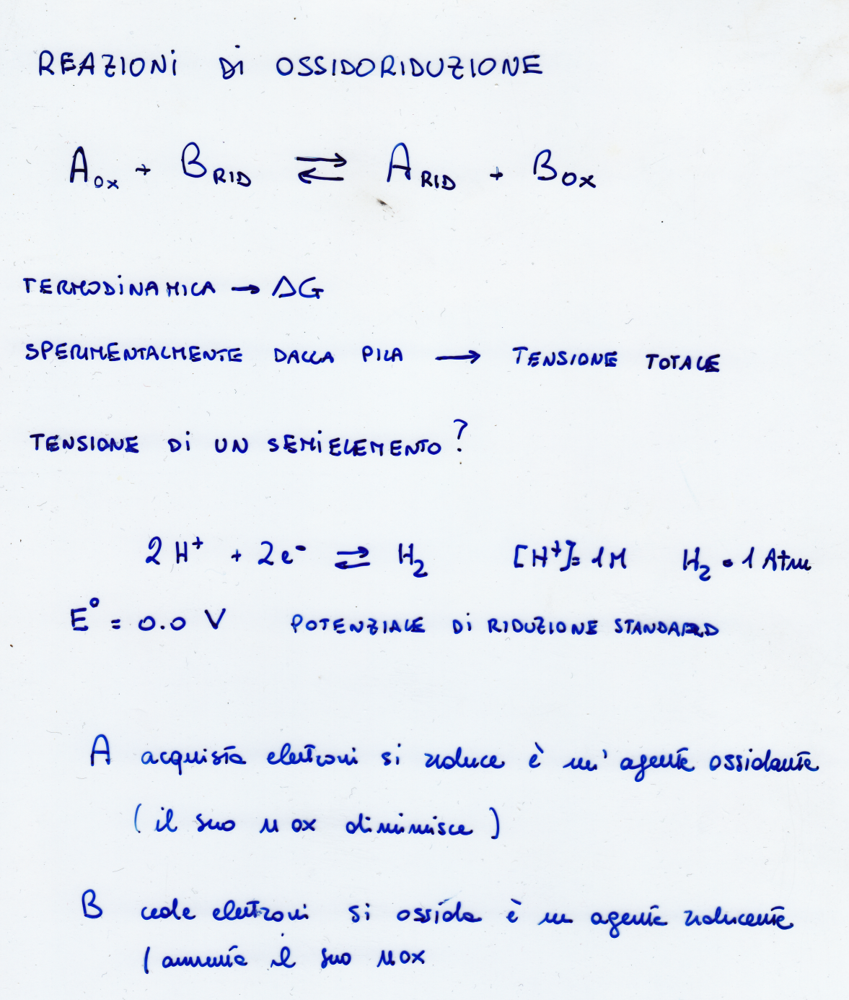 REAZIONI DI OSSIDORIDUZIONE
A_OX + B_RID ⇄ A_RID + B_OX
TERMODINAMICA → ΔG
SPERIMENTALMENTE DALLA PILA → TENSIONE TOTALE
TENSIONE DI UN SEMIELEMENTO?
2H⁺ + 2e⁻ ⇄ H₂ [H⁺]= 1M H₂ = 1 Atm
E° = 0.0 V POTENZIALE DI RIDUZIONE STANDARD
A acquista elettroni si riduce è un' agente ossidante
( il suo n ox diminuisce )
B cede elettroni si ossida è un agente riducente
( aumenta il suo n ox